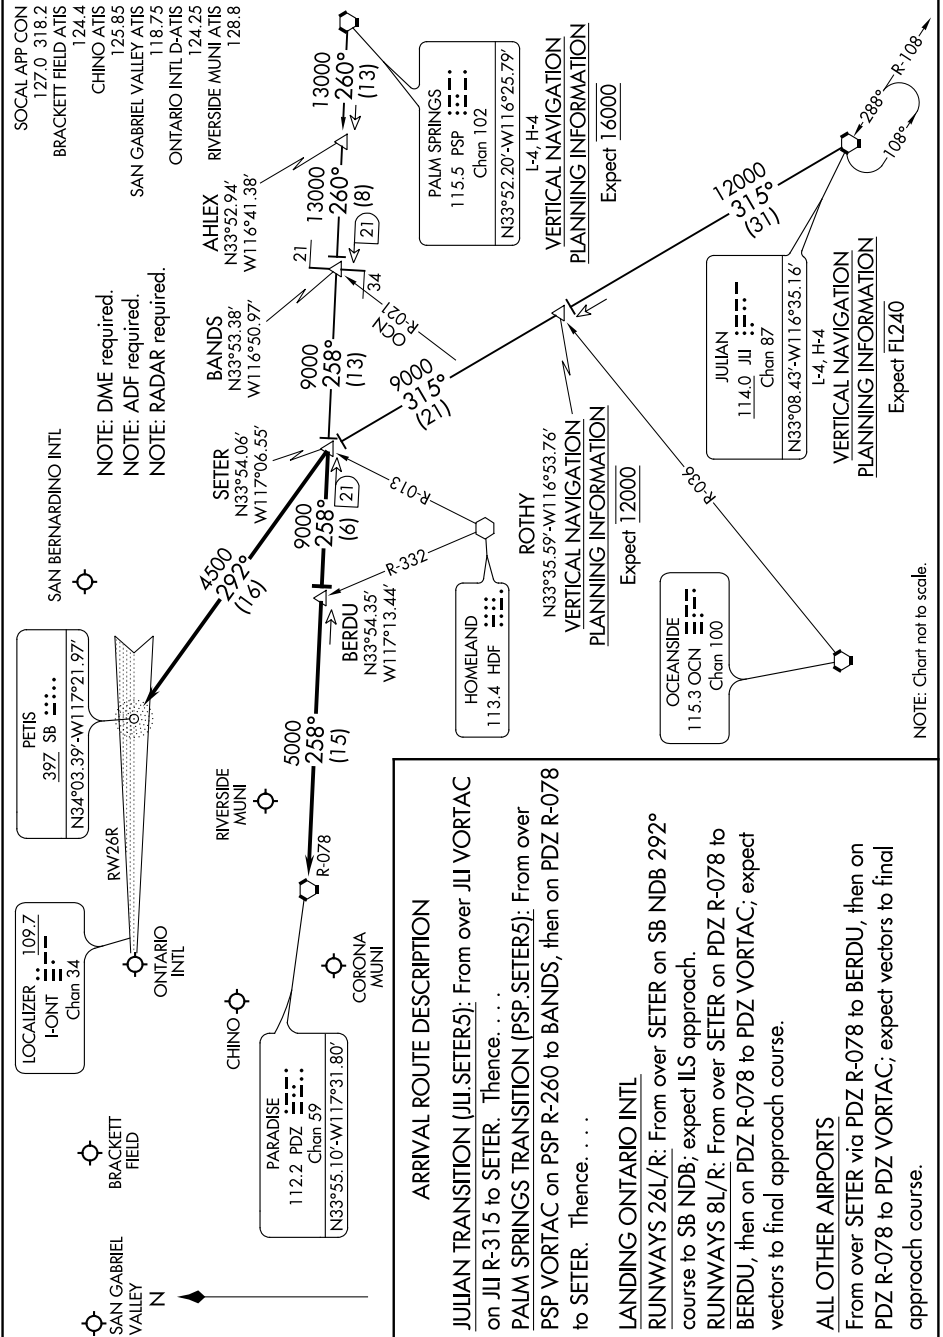 SOCAL APP CON
127.0 318.2
BRACKETT FIELD ATIS
124.4
CHINO ATIS
125.85
SAN GABRIEL VALLEY ATIS
118.75
ONTARIO INTL D-ATIS
124.25
RIVERSIDE MUNI ATIS
128.8
NOTE: DME required.
NOTE: ADF required.
NOTE: RADAR required.
SAN BERNARDINO INTL
PETIS
397 SB
N34°03.39'-W117°21.97'
LOCALIZER 109.7
I-ONT
Chan 34
RW26R
ONTARIO
INTL
BRACKETT
FIELD
SAN GABRIEL
VALLEY
N
CHINO
CORONA
MUNI
RIVERSIDE
MUNI
PARADISE
112.2 PDZ
Chan 59
N33°55.10'-W117°31.80'
R-078
5000
258°
(15)
BERDU
N33°54.35'
W117°13.44'
9000
258°
(6)
21
4500
292°
(16)
SETER
N33°54.06'
W117°06.55'
9000
258°
(13)
BANDS
N33°53.38'
W116°50.97'
21
34
21
13000
260°
(8)
AHLEX
N33°52.94'
W116°41.38'
13000
260°
(13)
PALM SPRINGS
115.5 PSP
Chan 102
N33°52.20'-W116°25.79'
L-4, H-4
VERTICAL NAVIGATION
PLANNING INFORMATION
Expect 16000
OCN
R-021
9000
315°
(21)
R-013
R-332
HOMELAND
113.4 HDF
ROTHY
N33°35.59'-W116°53.76'
VERTICAL NAVIGATION
PLANNING INFORMATION
Expect 12000
12000
315°
(31)
R-108
288°
108°
JULIAN
114.0 JLI
Chan 87
N33°08.43'-W116°35.16'
L-4, H-4
VERTICAL NAVIGATION
PLANNING INFORMATION
Expect FL240
R-036
OCEANSIDE
115.3 OCN
Chan 100
NOTE: Chart not to scale.
ARRIVAL ROUTE DESCRIPTION
JULIAN TRANSITION (JLI.SETER5): From over JLI VORTAC
on JLI R-315 to SETER. Thence. . . .
PALM SPRINGS TRANSITION (PSP.SETER5): From over
PSP VORTAC on PSP R-260 to BANDS, then on PDZ R-078
to SETER. Thence. . . .
LANDING ONTARIO INTL
RUNWAYS 26L/R: From over SETER on SB NDB 292°
course to SB NDB; expect ILS approach.
RUNWAYS 8L/R: From over SETER on PDZ R-078 to
BERDU, then on PDZ R-078 to PDZ VORTAC; expect
vectors to final approach course.
ALL OTHER AIRPORTS
From over SETER via PDZ R-078 to BERDU, then on
PDZ R-078 to PDZ VORTAC; expect vectors to final
approach course.